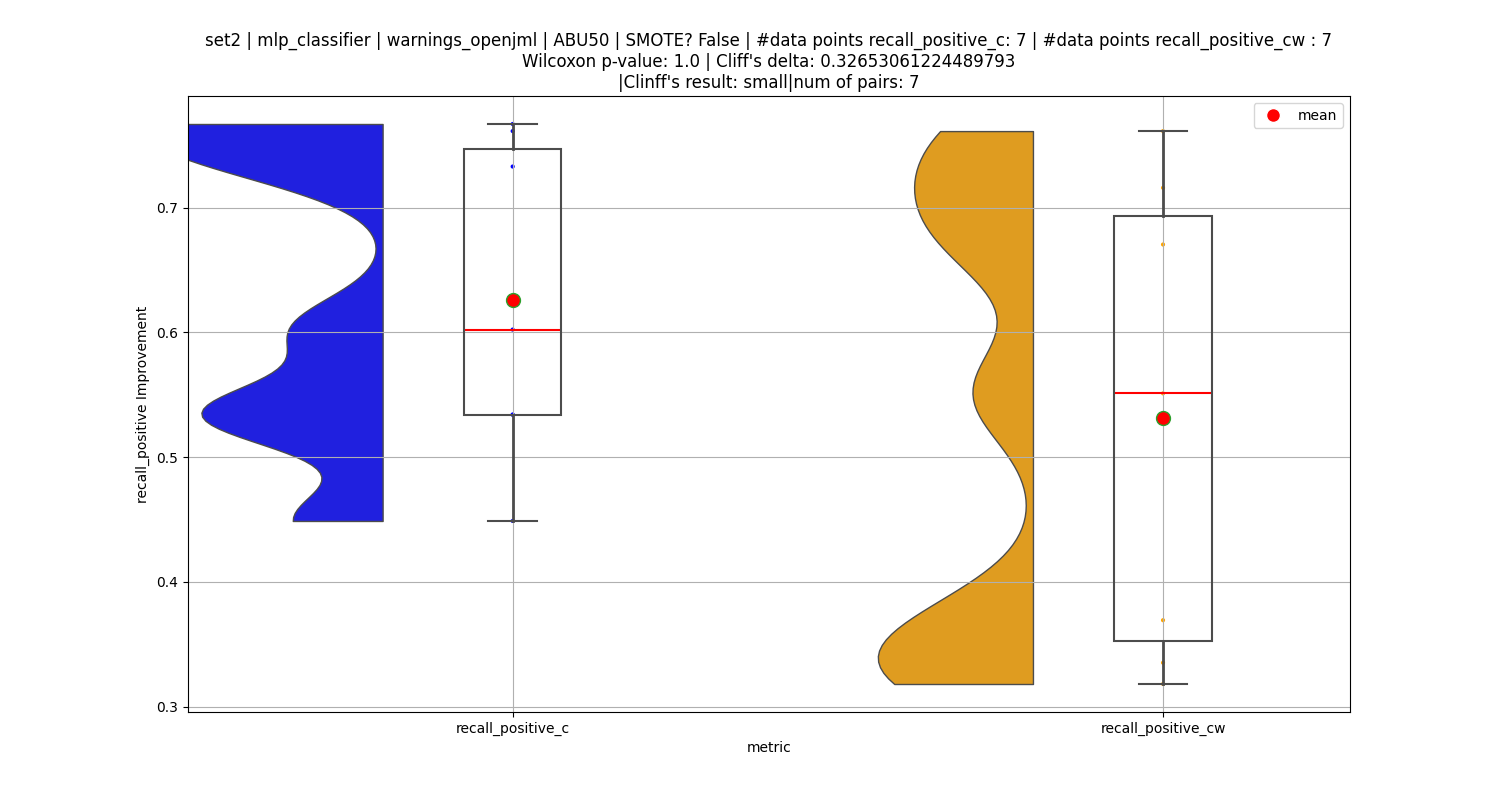 set2 | mlp_classifier | warnings_openjml | ABU50 | SMOTE? False | #data points recall_positive_c: 7 | #data points recall_positive_cw : 7
Wilcoxon p-value: 1.0 | Cliff's delta: 0.32653061224489793
|Clinff's result: small|num of pairs: 7
mean
0.7
0.6
0.5
0.4
0.3
recall_positive Improvement
recall_positive_c
recall_positive_cw
metric